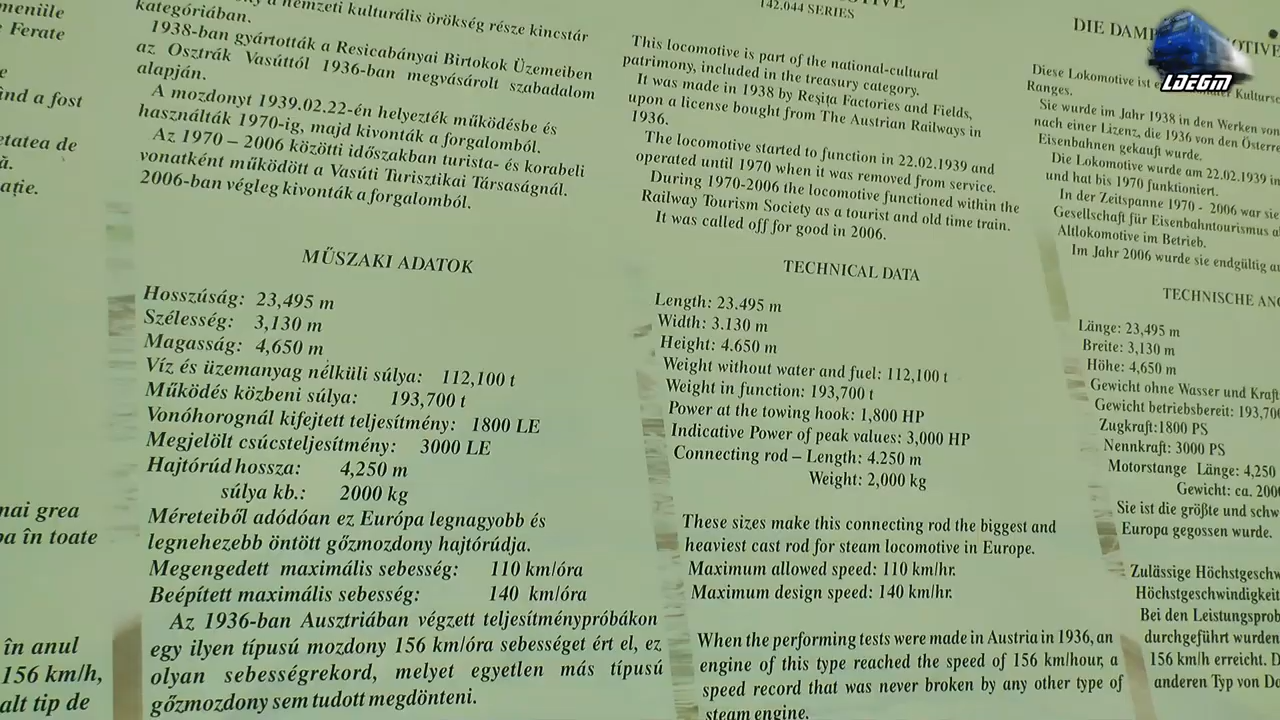 meniile
Ferate
ind a fost
etatea de
ă.
ație.
mai grea
pa în toate
în anul
156 km/h,
alt tip de
a nemzeti kulturális örökség része kincstár
kategóriában.
1938-ban gyártották a Resicabányai Birtokok Üzemeiben
az Osztrák Vasúttól 1936-ban megvásárolt szabadalom
alapján.
A mozdonyt 1939.02.22-én helyezték működésbe és
használták 1970-ig, majd kivonták a forgalomból.
Az 1970 – 2006 közötti időszakban turista- és korabeli
vonatként működött a Vasúti Turisztikai Társaságnál.
2006-ban végleg kivonták a forgalomból.
MŰSZAKI ADATOK
Hosszúság: 23,495 m
Szélesség: 3,130 m
Magasság: 4,650 m
Víz és üzemanyag nélküli súlya: 112,100 t
Működés közbeni súlya: 193,700 t
Vonóhorognál kifejtett teljesítmény: 1800 LE
Megjelölt csúcsteljesítmény: 3000 LE
Hajtórúd hossza: 4,250 m
súlya kb.: 2000 kg
Méreteiből adódóan ez Európa legnagyobb és
legnehezebb öntött gőzmozdony hajtórúdja.
Megengedett maximális sebesség: 110 km/óra
Beépített maximális sebesség: 140 km/óra
Az 1936-ban Ausztriában végzett teljesítménypróbákon
egy ilyen típusú mozdony 156 km/óra sebességet ért el, ez
olyan sebességrekord, melyet egyetlen más típusú
gőzmozdony sem tudott megdönteni.
142.044 SERIES
This locomotive is part of the national-cultural
patrimony, included in the treasury category.
It was made in 1938 by Reșița Factories and Fields,
upon a license bought from The Austrian Railways in
1936.
The locomotive started to function in 22.02.1939 and
operated until 1970 when it was removed from service.
During 1970-2006 the locomotive functioned within the
Railway Tourism Society as a tourist and old time train.
It was called off for good in 2006.
TECHNICAL DATA
Length: 23.495 m
Width: 3.130 m
Height: 4.650 m
Weight without water and fuel: 112,100 t
Weight in function: 193,700 t
Power at the towing hook: 1,800 HP
Indicative Power of peak values: 3,000 HP
Connecting rod – Length: 4.250 m
Weight: 2,000 kg
These sizes make this connecting rod the biggest and
heaviest cast rod for steam locomotive in Europe.
Maximum allowed speed: 110 km/hr.
Maximum design speed: 140 km/hr.
When the performing tests were made in Austria in 1936, an
engine of this type reached the speed of 156 km/hour, a
speed record that was never broken by any other type of
steam engine.
DIE DAMP
LDEGM
Diese Lokomotive ist
Ranges.
Sie wurde im Jahr 1938 in den Werken von
nach einer Lizenz, die 1936 von den Österre
Eisenbahnen gekauft wurde.
Die Lokomotive wurde am 22.02.1939 in
und hat bis 1970 funktioniert.
In der Zeitspanne 1970 - 2006 war sie
Gesellschaft für Eisenbahntourismus a
Altlokomotive im Betrieb.
Im Jahr 2006 wurde sie endgültig au
TECHNISCHE ANG
Länge: 23,495 m
Breite: 3,130 m
Höhe: 4,650 m
Gewicht ohne Wasser und Kraft
Gewicht betriebsbereit: 193,70
Zugkraft:1800 PS
Nennkraft: 3000 PS
Motorstange Länge: 4,250
Gewicht: ca. 200
Sie ist die größte und schw
Europa gegossen wurde.
Zulässige Höchstgeschw
Höchstgeschwindigkeit
Bei den Leistungsprob
durchgeführt wurden
156 km/h erreicht. D
anderen Typ von Da